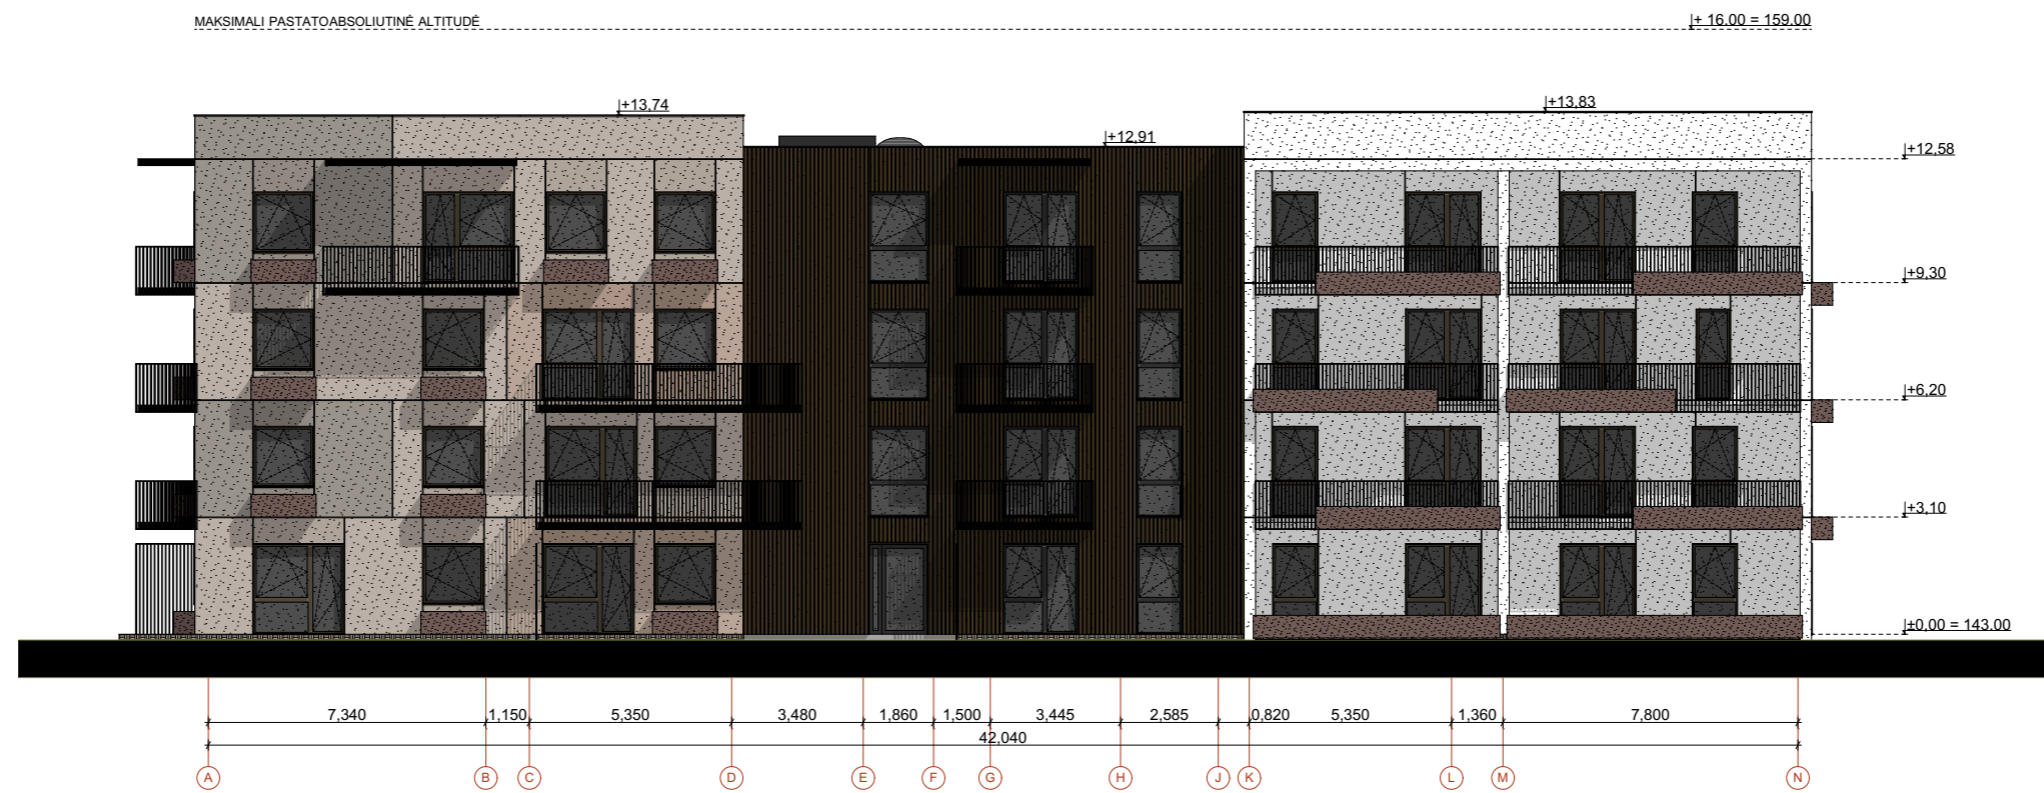 MAKSIMALI PASTATOABSOLIUTINĖ ALTITUDĖ
+ 16.00 = 159.00
+13,74
+13,83
+12,91
+12,58
+9,30
+6,20
+3,10
±0,00 = 143.00
7,340 1,150 5,350 3,480 1,860 1,500 3,445 2,585 0,820 5,350 1,360 7,800
42,040
A B C D E F G H J K L M N